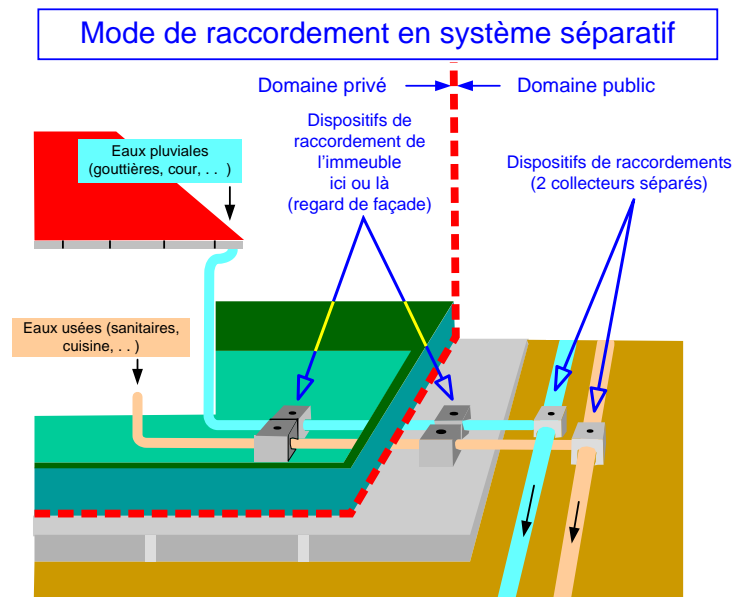 Mode de raccordement en système séparatif
Domaine privé
Domaine public
Dispositifs de
raccordement de
l'immeuble
ici ou là
(regard de façade)
Eaux pluviales
(gouttières, cour, . . )
Dispositifs de raccordements
(2 collecteurs séparés)
Eaux usées (sanitaires,
cuisine, . . )